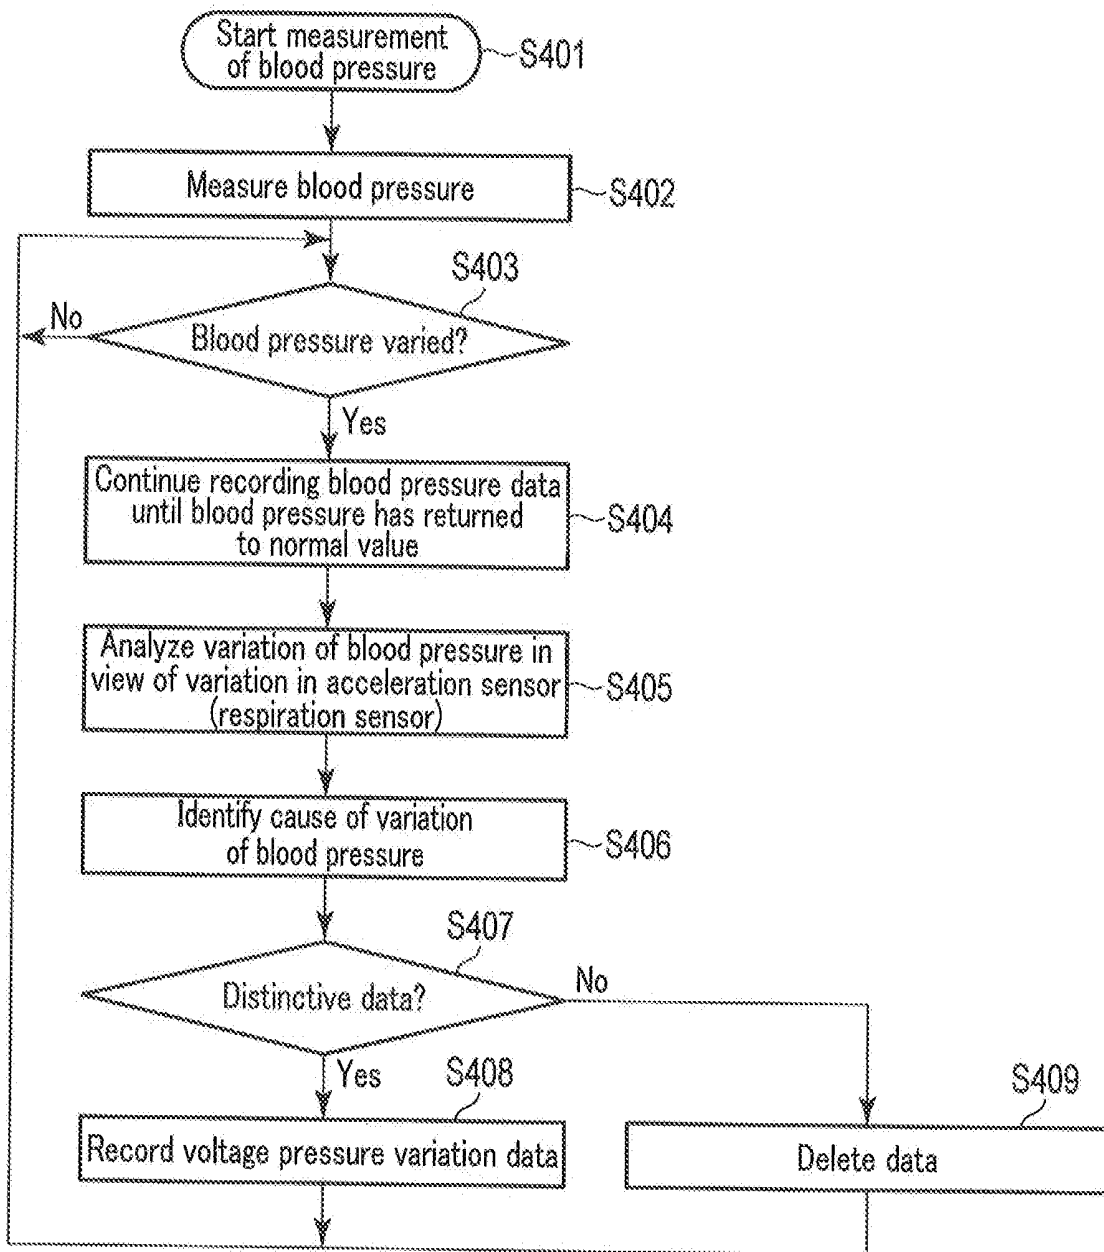 Start measurement
of blood pressure
S401
Measure blood pressure
S402
S403
No
Blood pressure varied?
Yes
Continue recording blood pressure data
until blood pressure has returned
to normal value
S404
Analyze variation of blood pressure in
view of variation in acceleration sensor
(respiration sensor)
S405
Identify cause of variation
of blood pressure
S406
S407
Distinctive data?
No
Yes
S408
Record voltage pressure variation data
S409
Delete data